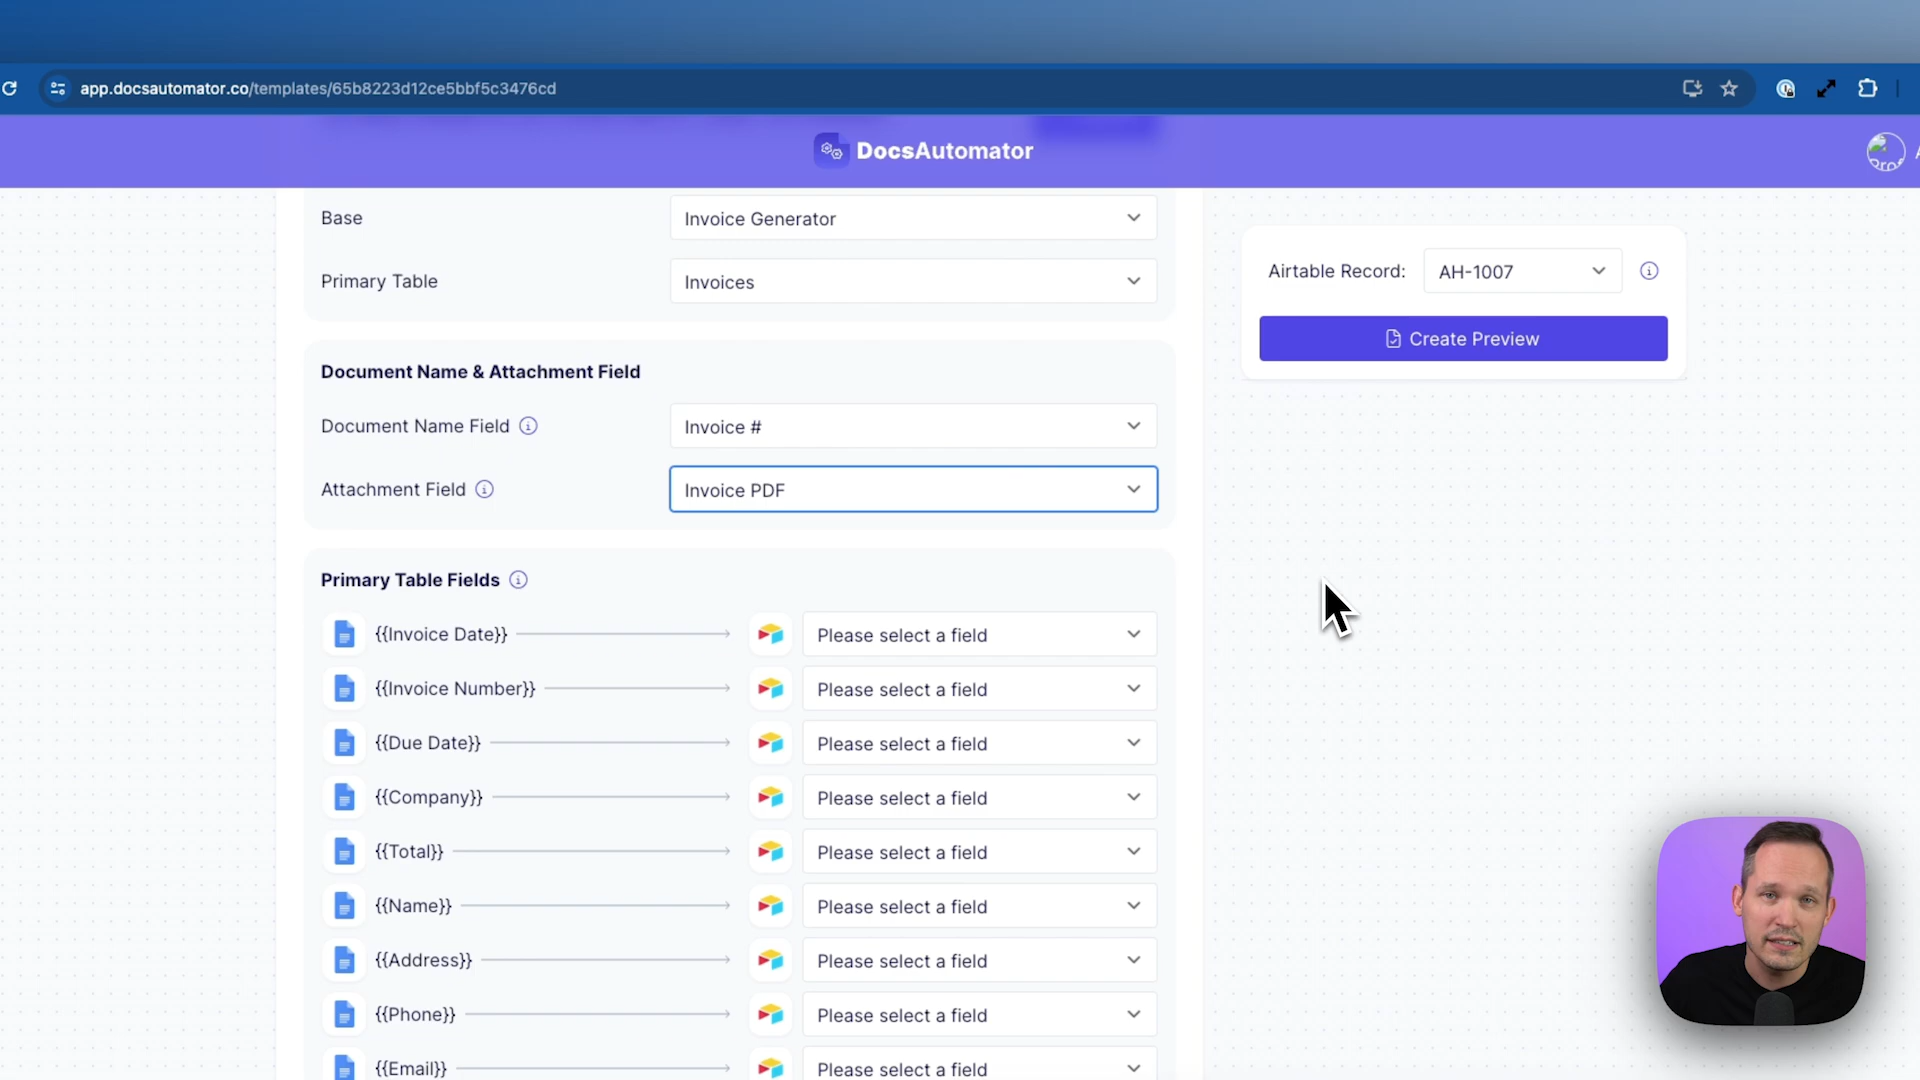 app.docsautomator.co/templates/65b8223d12ce5bbf5c3476cd
DocsAutomator
Base
Invoice Generator
Primary Table
Invoices
Airtable Record:
AH-1007
Create Preview
Document Name & Attachment Field
Document Name Field
Invoice #
Attachment Field
Invoice PDF
Primary Table Fields
{{Invoice Date}}
Please select a field
{{Invoice Number}}
Please select a field
{{Due Date}}
Please select a field
{{Company}}
Please select a field
{{Total}}
Please select a field
{{Name}}
Please select a field
{{Address}}
Please select a field
{{Phone}}
Please select a field
{{Email}}
Please select a field